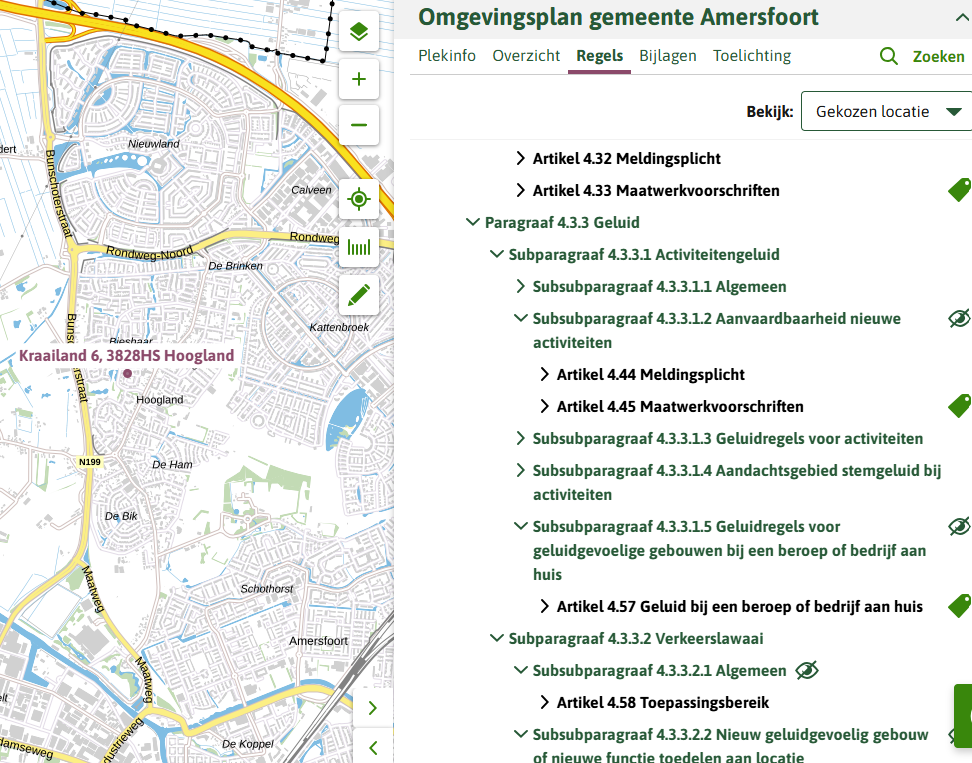 Omgevingsplan gemeente Amersfoort
Plekinfo Overzicht Regels Bijlagen Toelichting Zoeken
Bekijk: Gekozen locatie
Artikel 4.32 Meldingsplicht
Artikel 4.33 Maatwerkvoorschriften
Paragraaf 4.3.3 Geluid
Subparagraaf 4.3.3.1 Activiteitengeluid
Subsubparagraaf 4.3.3.1.1 Algemeen
Subsubparagraaf 4.3.3.1.2 Aanvaardbaarheid nieuwe
activiteiten
Artikel 4.44 Meldingsplicht
Artikel 4.45 Maatwerkvoorschriften
Subsubparagraaf 4.3.3.1.3 Geluidregels voor activiteiten
Subsubparagraaf 4.3.3.1.4 Aandachtsgebied stemgeluid bij
activiteiten
Subsubparagraaf 4.3.3.1.5 Geluidregels voor
geluidgevoelige gebouwen bij een beroep of bedrijf aan
huis
Artikel 4.57 Geluid bij een beroep of bedrijf aan huis
Subparagraaf 4.3.3.2 Verkeerslawaai
Subsubparagraaf 4.3.3.2.1 Algemeen
Artikel 4.58 Toepassingsbereik
Subsubparagraaf 4.3.3.2.2 Nieuw geluidgevoelig gebouw
of nieuwe functie toedelen aan locatie
Nieuwland
dert
Bunschoterstraat
Calveen
Rondweg
Rondweg-Noord
De Brinken
Kattenbroek
Bunsc
Bieshaar
Kraailand 6, 3828HS Hoogland
rstraat
Hoogland
N199
De Ham
De Bik
Maatweg
Schothorst
Amersfoort
Maatweg
elt
damseweg
dustrieweg
De Koppel